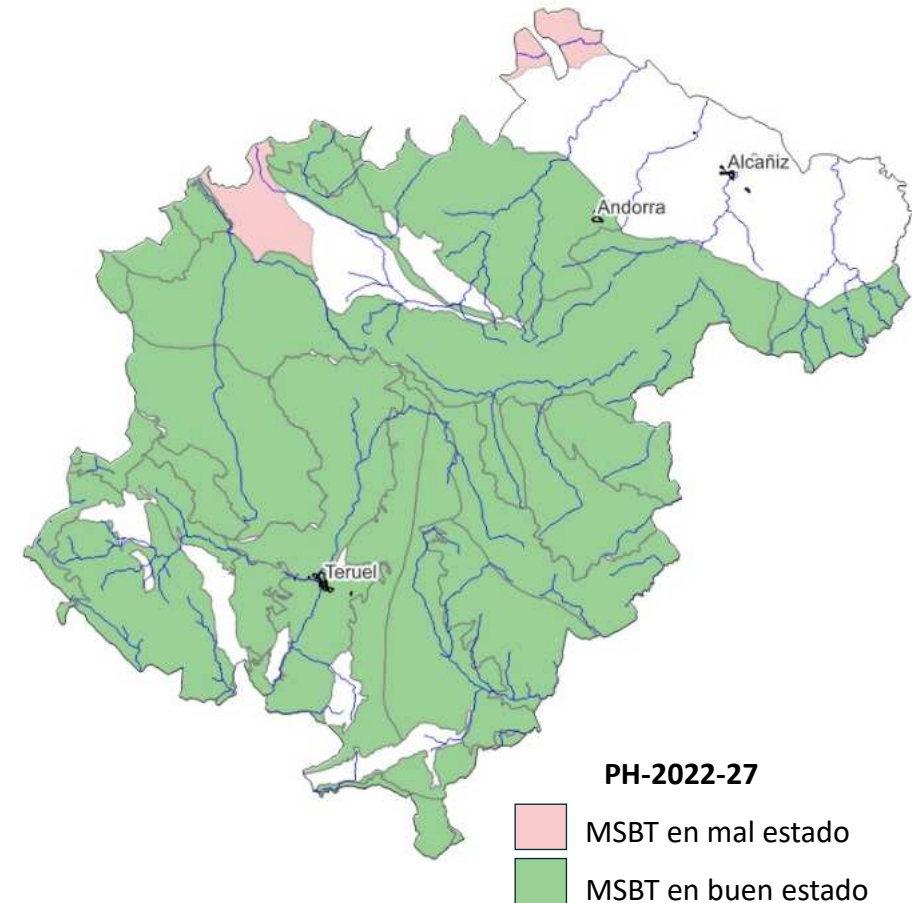 Alcañiz
Andorra
Teruel
PH-2022-27
MSBT en mal estado
MSBT en buen estado